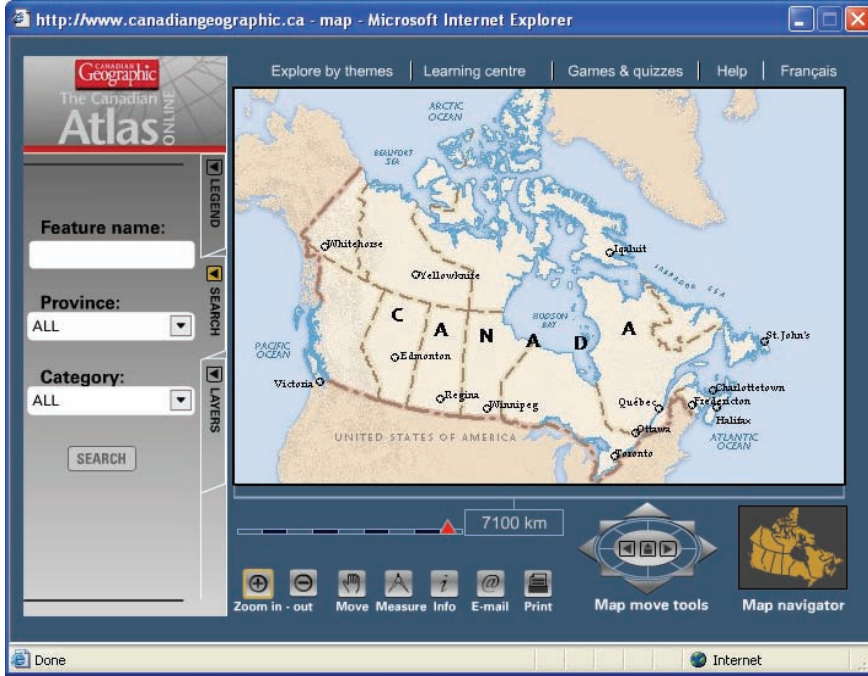 http://www.canadiangeographic.ca - map - Microsoft Internet Explorer
CANADIAN
Geographic
The Canadian
Atlas
ONLINE
Explore by themes
Learning centre
Games & quizzes
Help
Français
LEGEND
SEARCH
LAYERS
Feature name:
Province:
ALL
Category:
ALL
SEARCH
ARCTIC
OCEAN
BEAUFORT
SEA
Whitehorse
Iqaluit
Yellowknife
LABRADOR SEA
HUDSON
BAY
CANADA
PACIFIC
OCEAN
St. John's
Edmonton
Victoria
Charlottetown
Regina
Winnipeg
Québec
Fredericton
Halifax
UNITED STATES OF AMERICA
Ottawa
ATLANTIC
OCEAN
Toronto
7100 km
Zoom in - out
Move
Measure
Info
E-mail
Print
Map move tools
Map navigator
Done
Internet